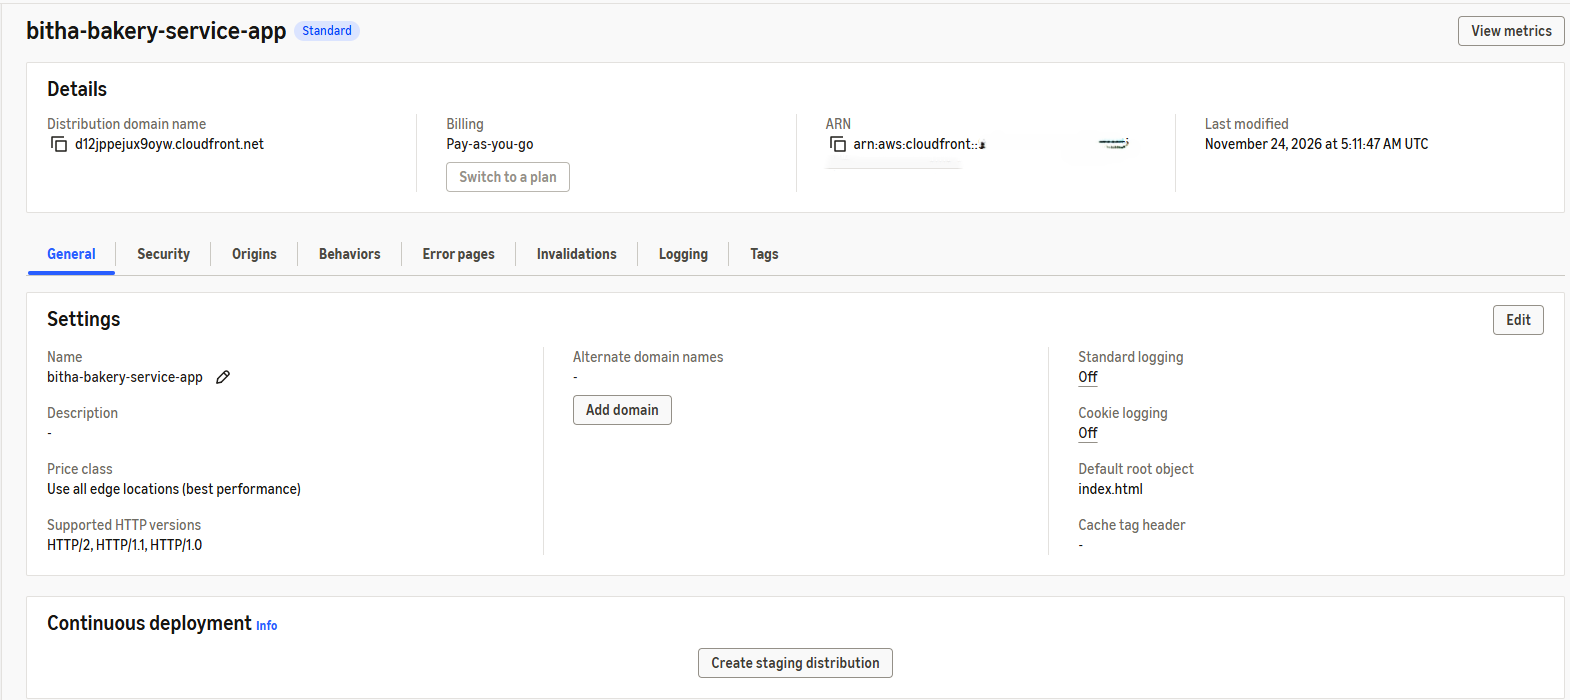 bitha-bakery-service-app Standard
View metrics
Details
Distribution domain name
d12jppejux9oyw.cloudfront.net
Billing
Pay-as-you-go
Switch to a plan
ARN
arn:aws:cloudfront::
Last modified
November 24, 2026 at 5:11:47 AM UTC
General Security Origins Behaviors Error pages Invalidations Logging Tags
Settings
Edit
Name
bitha-bakery-service-app
Description
-
Price class
Use all edge locations (best performance)
Supported HTTP versions
HTTP/2, HTTP/1.1, HTTP/1.0
Alternate domain names
-
Add domain
Standard logging
Off
Cookie logging
Off
Default root object
index.html
Cache tag header
-
Continuous deployment Info
Create staging distribution